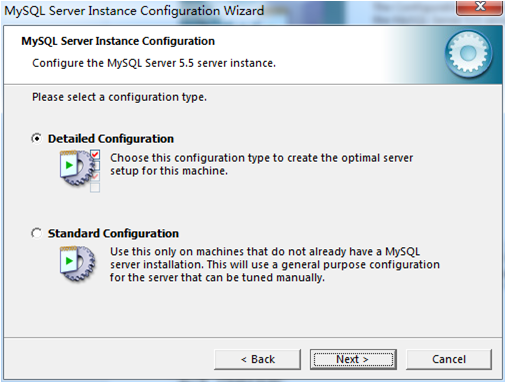 MySQL Server Instance Configuration Wizard
MySQL Server Instance Configuration
Configure the MySQL Server 5.5 server instance.
Please select a configuration type.
Detailed Configuration
Choose this configuration type to create the optimal server
setup for this machine.
Standard Configuration
Use this only on machines that do not already have a MySQL
server installation. This will use a general purpose configuration
for the server that can be tuned manually.
< Back
Next >
Cancel